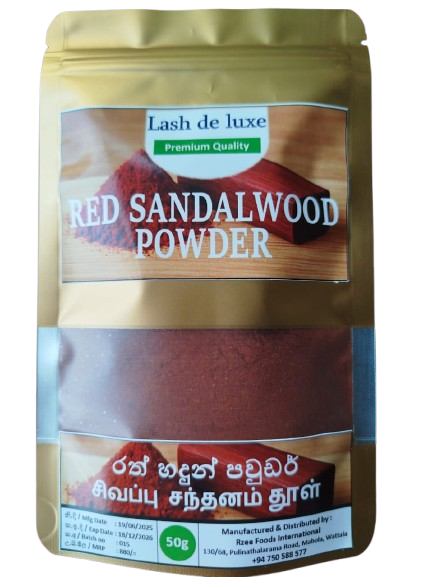 Lash de luxe
Premium Quality
RED SANDALWOOD
POWDER
රත් හඳුන් පවුඩර්
சிவப்பு சந்தனம் தூள்
නි.දි / Mfg Date : 19/06/2025
/ Exp Date : 18/12/2026
/ Batch no : 015
/ MRP : 880/=
50g
Manufactured & Distributed by :
Rzee Foods International
130/68, Pulinathalarama Road, Mabola, Wattala
+94 750 588 577